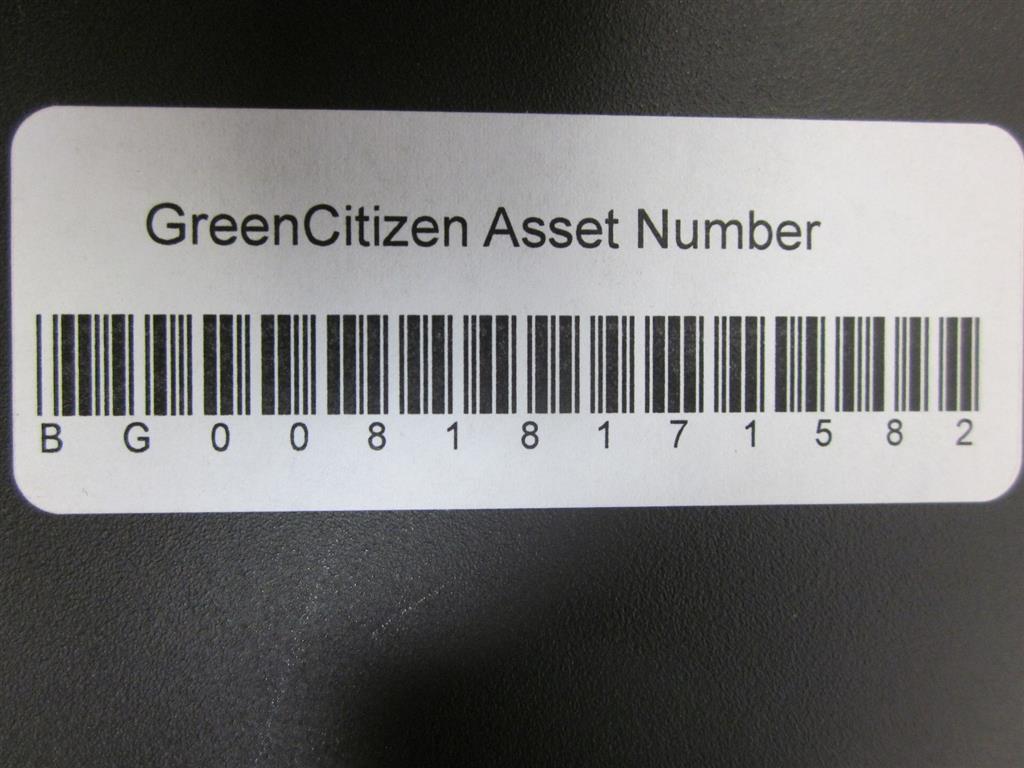 GreenCitizen Asset Number
B G 0 0 8 1 8 1 7 1 5 8 2